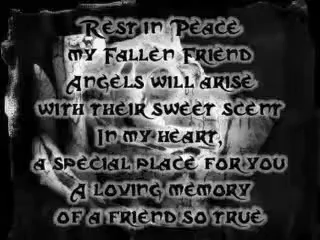 Rest in Peace
my Fallen Friend
Angels will arise
with their sweet scent
In my heart,
a special place for you
A loving memory
of a friend so true